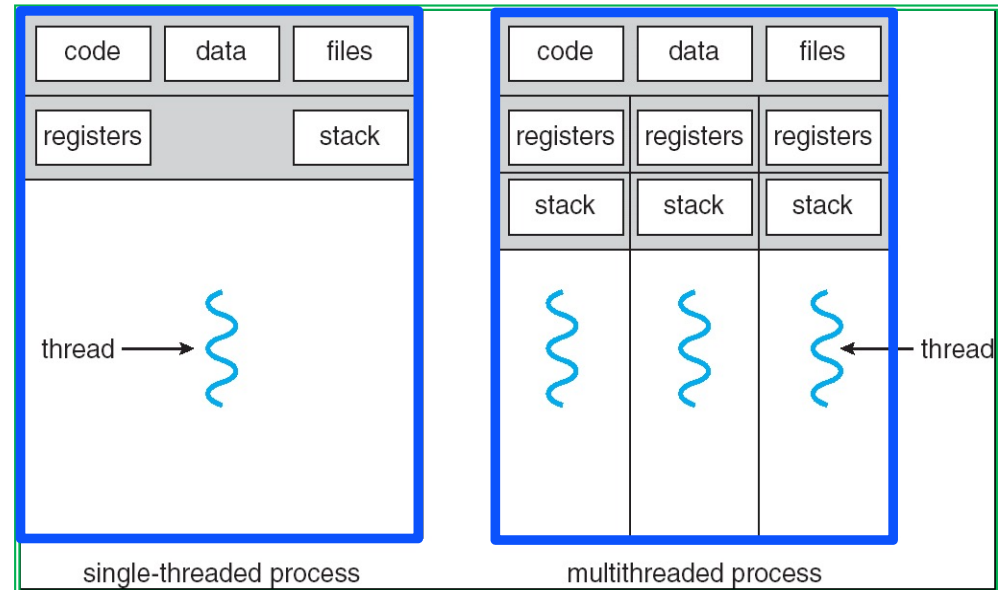 code data files code data files
registers stack registers registers registers
stack stack stack
thread thread
single-threaded process multithreaded process